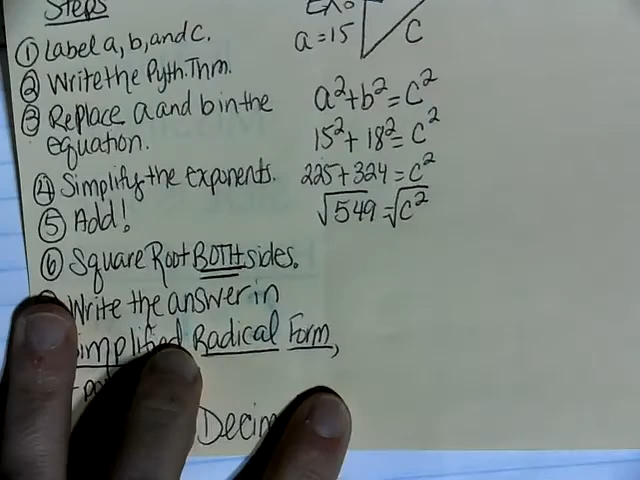 Steps
① Label a, b, and c.
② Write the Pyth. Thm.
③ Replace a and b in the
equation.
④ Simplify the exponents.
⑤ Add!
⑥ Square Root BOTH sides.
Write the answer in
Simplified Radical Form,
a = 15
C
a² + b² = c²
15² + 18² = c²
225 + 324 = c²
√549 = √c²